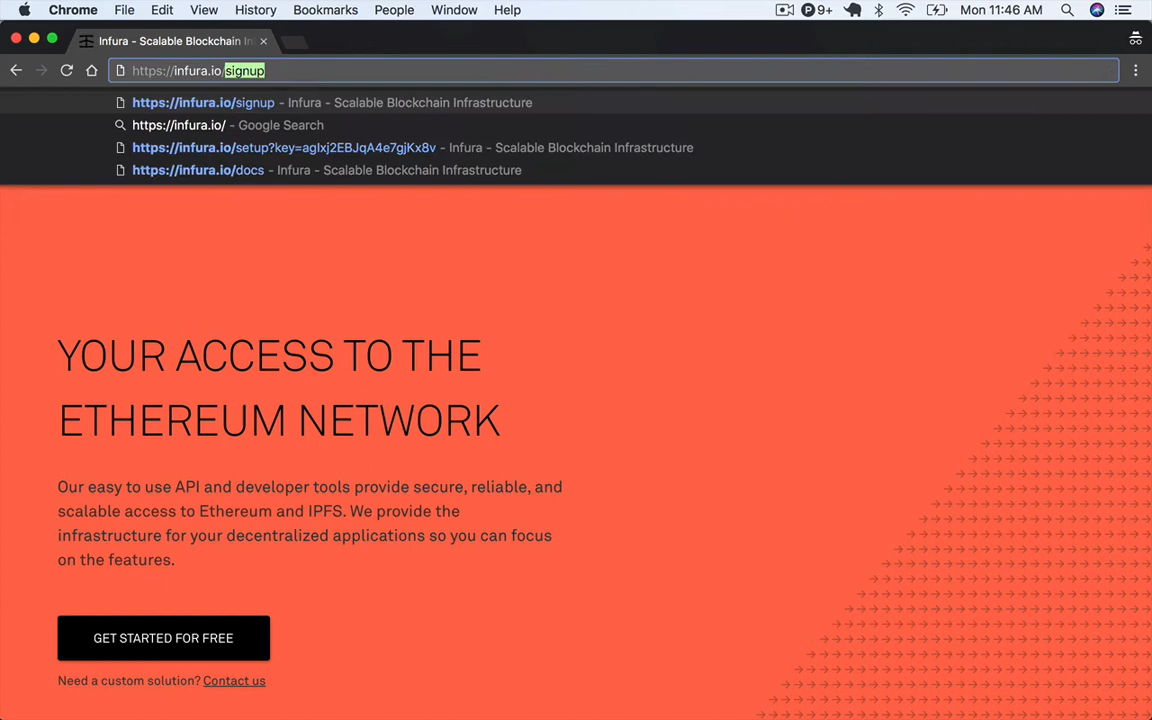 Chrome File Edit View History Bookmarks People Window Help 9+ Mon 11:46 AM
Infura - Scalable Blockchain In
https://infura.io/signup
https://infura.io/signup - Infura - Scalable Blockchain Infrastructure
https://infura.io/ - Google Search
https://infura.io/setup?key=aglxj2EBJqA4e7gjKx8v - Infura - Scalable Blockchain Infrastructure
https://infura.io/docs - Infura - Scalable Blockchain Infrastructure
YOUR ACCESS TO THE
ETHEREUM NETWORK
Our easy to use API and developer tools provide secure, reliable, and
scalable access to Ethereum and IPFS. We provide the
infrastructure for your decentralized applications so you can focus
on the features.
GET STARTED FOR FREE
Need a custom solution? Contact us